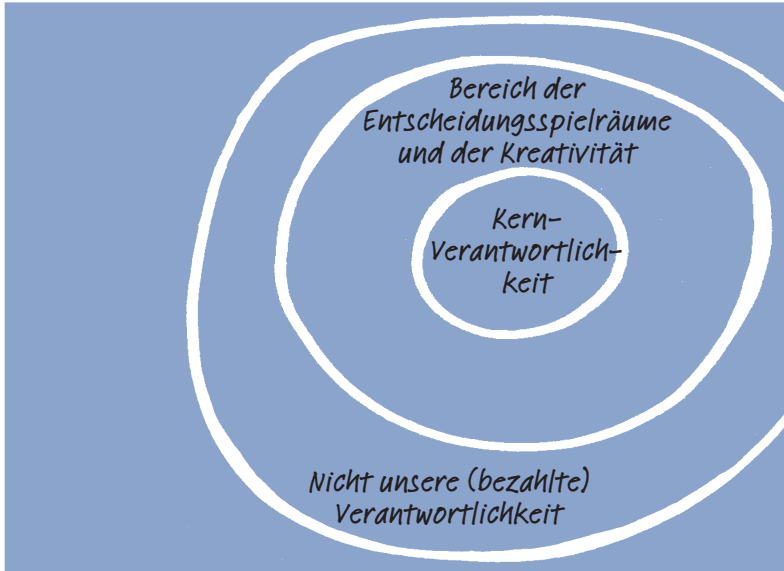 Bereich der
Entscheidungsspielräume
und der Kreativität
Kern-
Verantwortlich-
keit
Nicht unsere (bezahlte)
Verantwortlichkeit